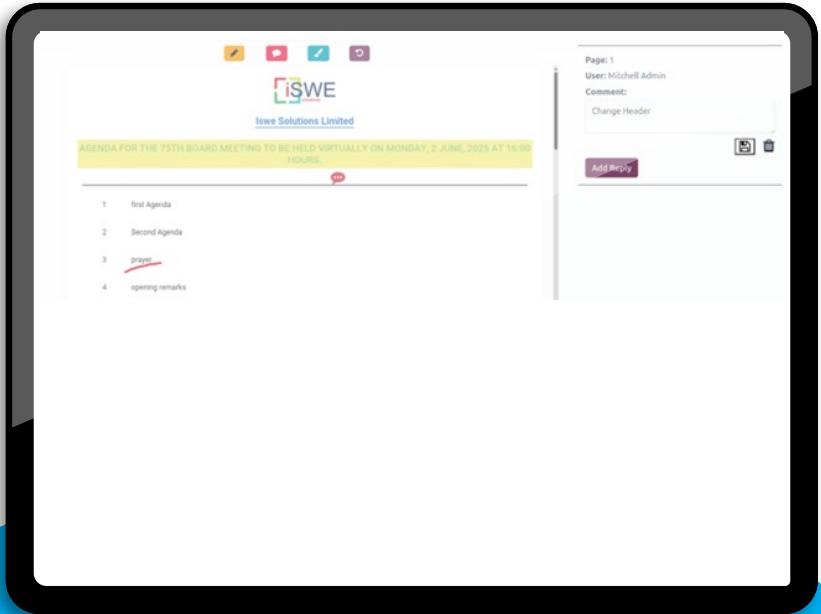 iSWE
Iswe Solutions Limited
AGENDA FOR THE 75TH BOARD MEETING TO BE HELD VIRTUALLY ON MONDAY, 2 JUNE, 2025 AT 16:00
HOURS.
1 first Agenda
2 Second Agenda
3 prayer
4 opening remarks
Page: 1
User: Mitchell Admin
Comment:
Change Header
Add Reply